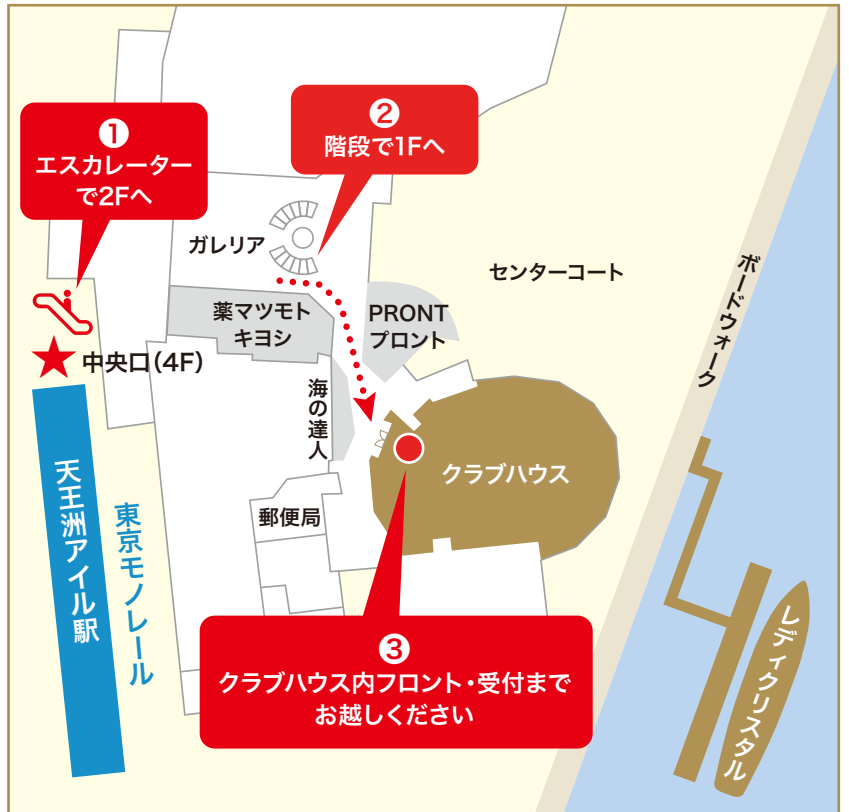 ❶
エスカレーター
で2Fへ
❷
階段で1Fへ
ガレリア
センターコート
ボードウォーク
薬マツモト
キヨシ
PRONT
プロント
中央口(4F)
海の達人
クラブハウス
天王洲アイル駅
東京モノレール
郵便局
❸
クラブハウス内フロント・受付まで
お越しください
レディクリスタル